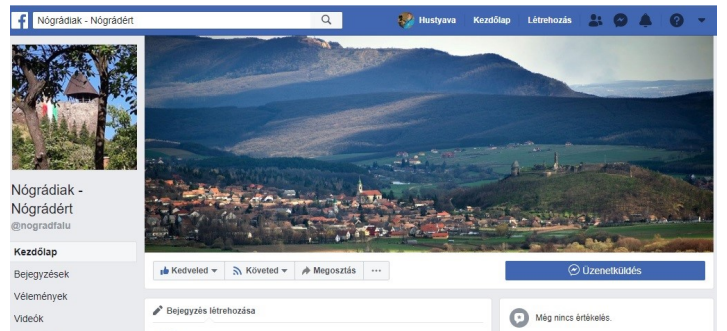 Nógrádiak - Nógrádért
Hustyava Kezdőlap Létrehozás
Nógrádiak -
Nógrádért
@nogradfalu
Kezdőlap
Bejegyzések
Vélemények
Videók
Kedveled Követed Megosztás ...
Üzenetküldés
Bejegyzés létrehozása
Még nincs értékelés.